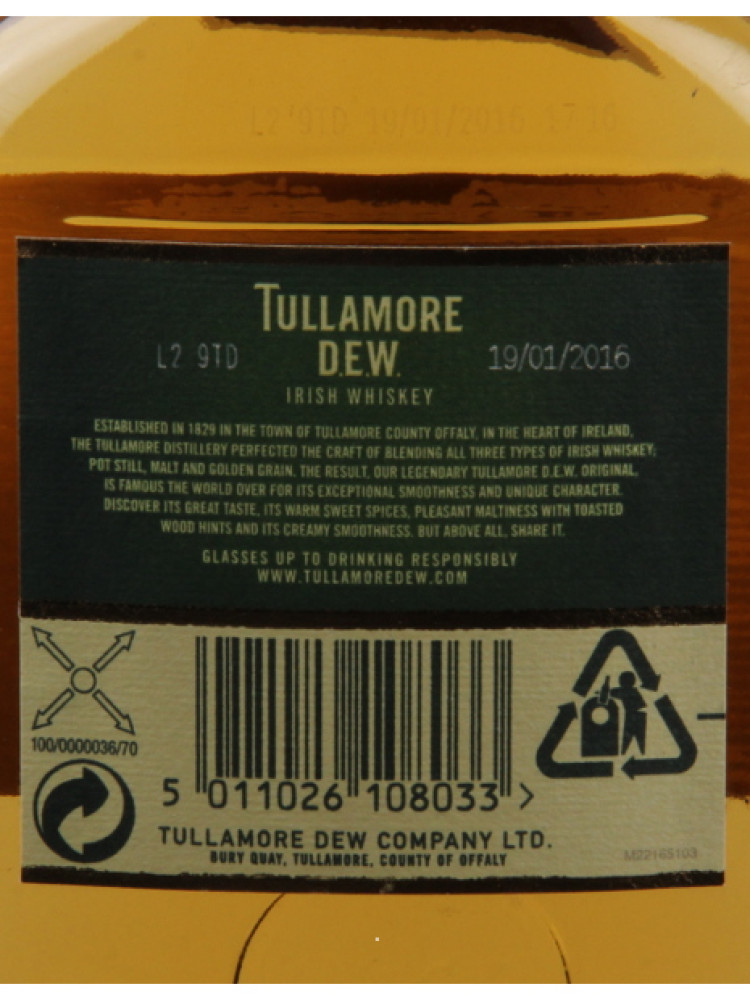 L2 '9TD 19/01/2016 17:16
TULLAMORE
L2 9TD D.E.W. 19/01/2016
IRISH WHISKEY
ESTABLISHED IN 1829 IN THE TOWN OF TULLAMORE COUNTY OFFALY, IN THE HEART OF IRELAND,
THE TULLAMORE DISTILLERY PERFECTED THE CRAFT OF BLENDING ALL THREE TYPES OF IRISH WHISKEY;
POT STILL, MALT AND GOLDEN GRAIN. THE RESULT, OUR LEGENDARY TULLAMORE D.E.W. ORIGINAL,
IS FAMOUS THE WORLD OVER FOR ITS EXCEPTIONAL SMOOTHNESS AND UNIQUE CHARACTER.
DISCOVER ITS GREAT TASTE, ITS WARM SWEET SPICES, PLEASANT MALTINESS WITH TOASTED
WOOD HINTS AND ITS CREAMY SMOOTHNESS. BUT ABOVE ALL, SHARE IT.
GLASSES UP TO DRINKING RESPONSIBLY
WWW.TULLAMOREDEW.COM
100/0000036/70
5 011026 108033 >
TULLAMORE DEW COMPANY LTD.
BURY QUAY, TULLAMORE, COUNTY OF OFFALY
M22165103